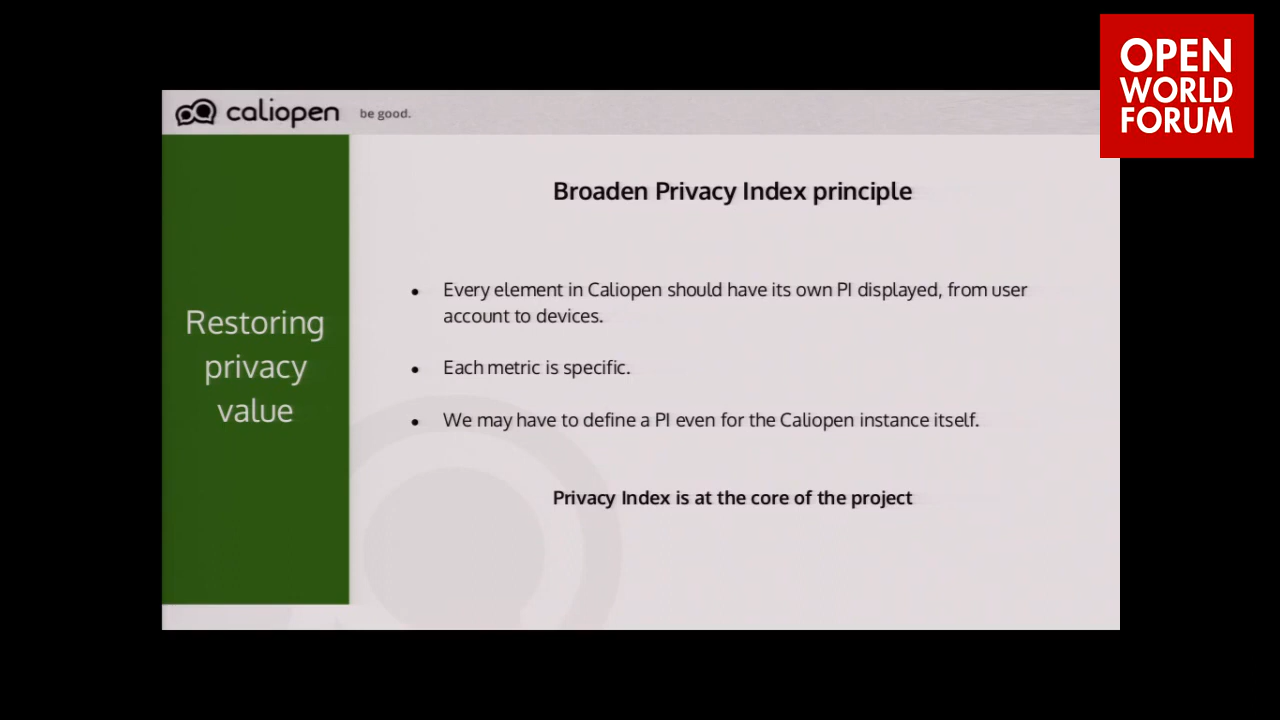 OPEN
WORLD
FORUM
caliopen be good.
Restoring
privacy
value
Broaden Privacy Index principle
• Every element in Caliopen should have its own PI displayed, from user
account to devices.
• Each metric is specific.
• We may have to define a PI even for the Caliopen instance itself.
Privacy Index is at the core of the project